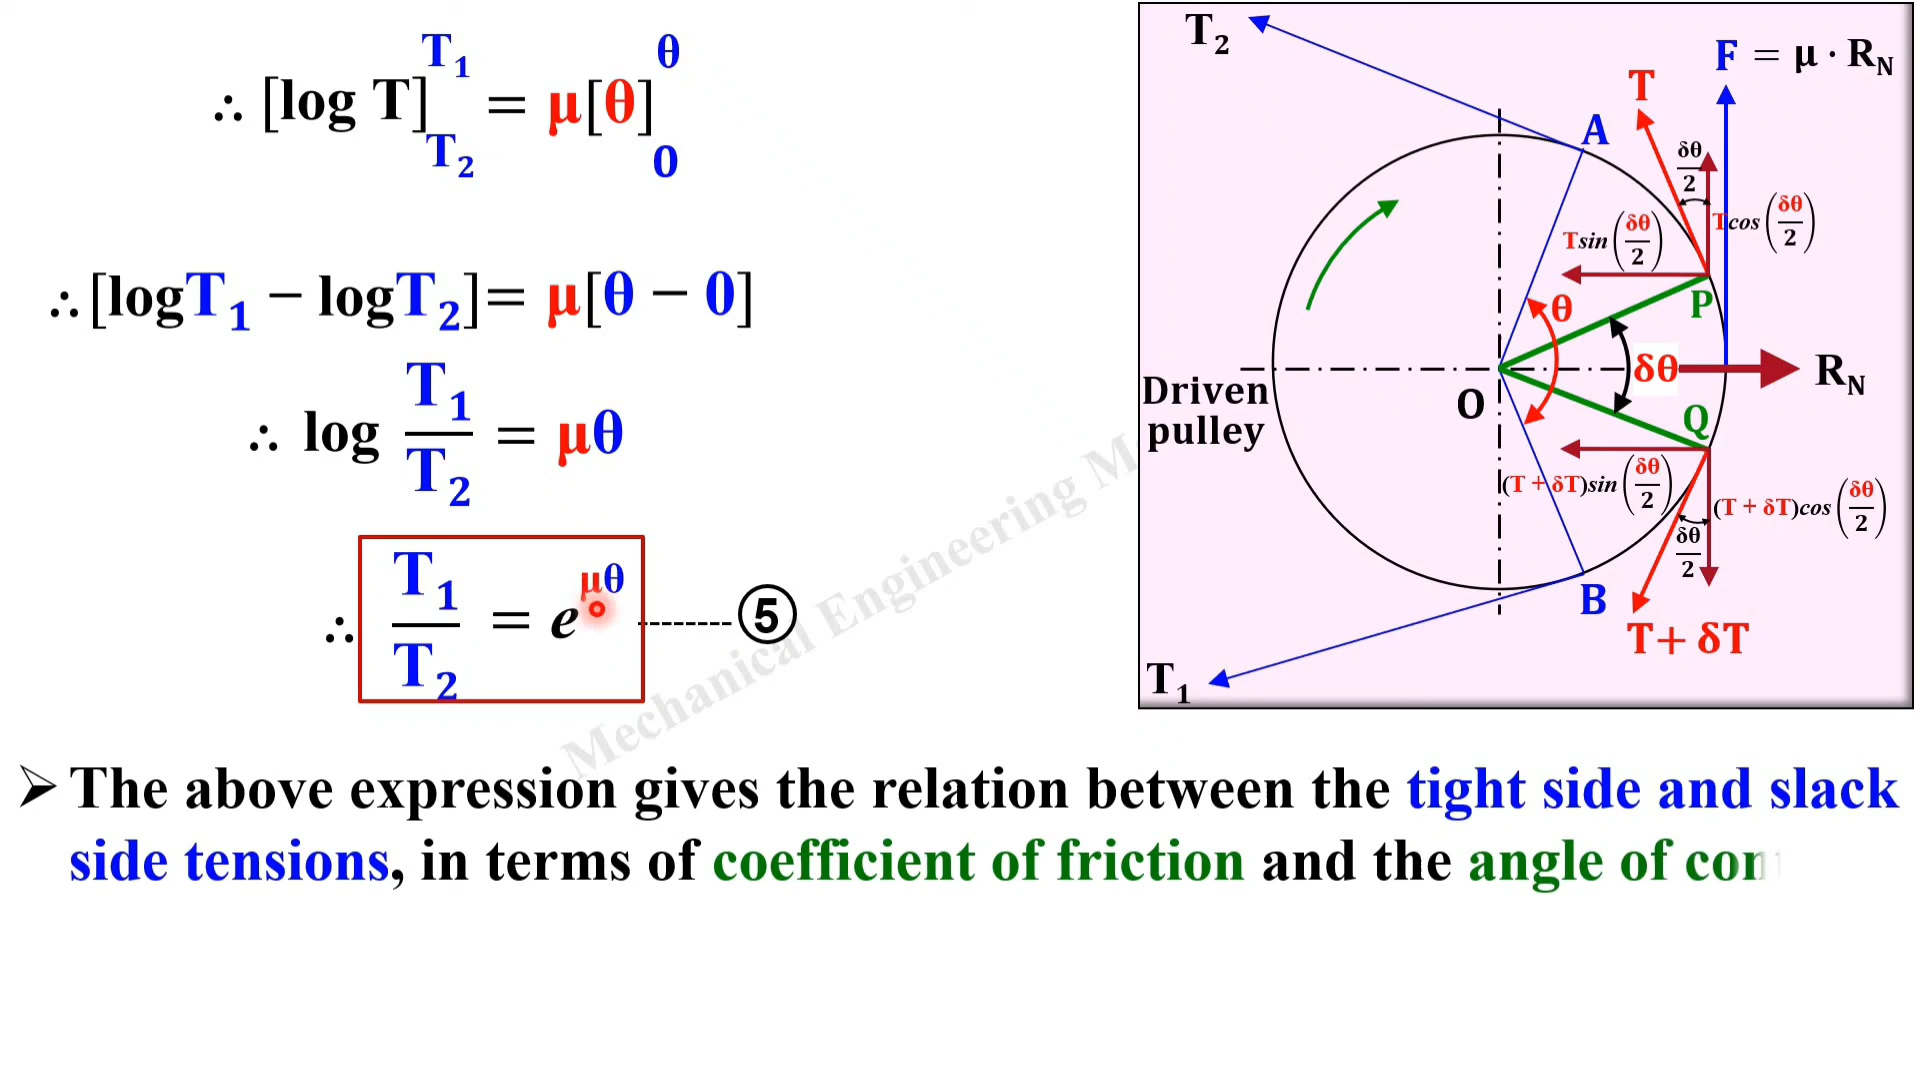 ∴ [log T]T₁ T₂ = μ[θ]θ 0
∴ [logT₁ − logT₂] = μ[θ − 0]
∴ log T₁/T₂ = μθ
∴ T₁/T₂ = e^μθ -------- ⑤
➢ The above expression gives the relation between the tight side and slack
side tensions, in terms of coefficient of friction and the angle of con
Mechanical Engineering M
T₂
F = μ · R_N
T
A
δθ/2
Tcos(δθ/2)
Tsin(δθ/2)
P
θ
δθ
R_N
O
Driven
pulley
Q
(T + δT)sin(δθ/2)
(T + δT)cos(δθ/2)
δθ/2
B
T+ δT
T₁